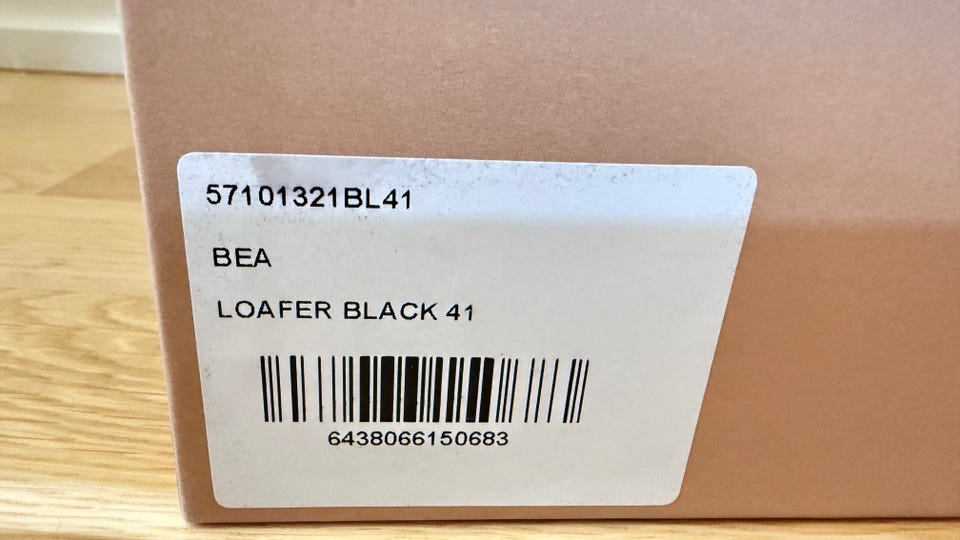 57101321BL41
BEA
LOAFER BLACK 41
6438066150683